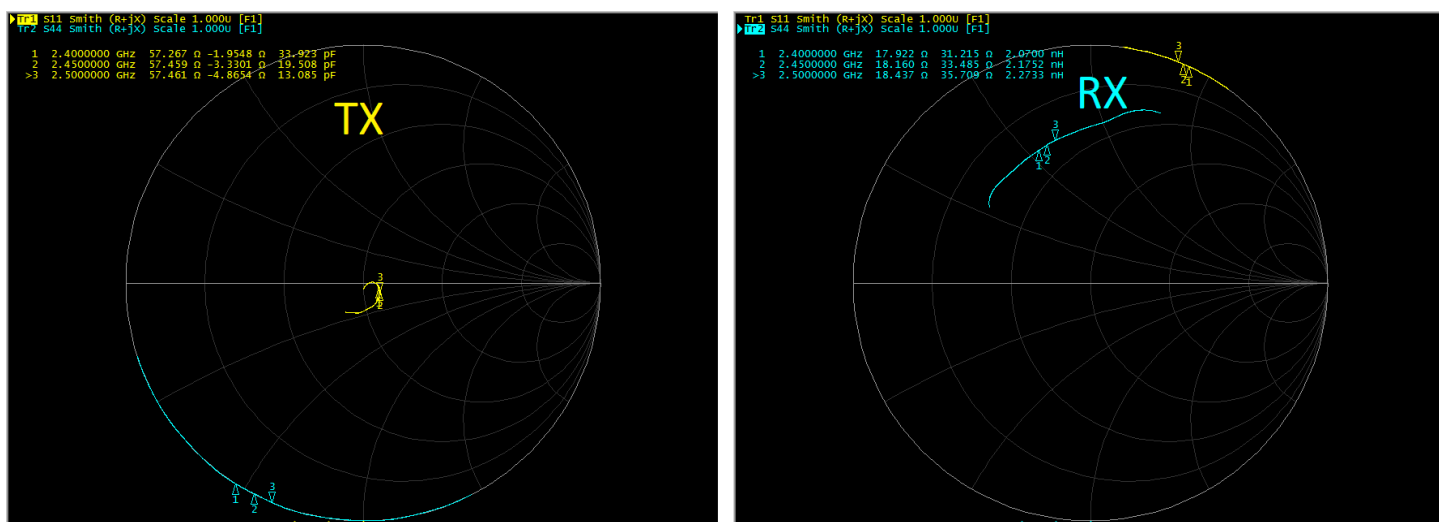 Tr1 S11 Smith (R+jX) Scale 1.000U [F1]
Tr2 S44 Smith (R+jX) Scale 1.000U [F1]
1 2.4000000 GHz 57.267 Ω -1.9548 Ω 33.923 pF
2 2.4500000 GHz 57.459 Ω -3.3301 Ω 19.508 pF
>3 2.5000000 GHz 57.461 Ω -4.8654 Ω 13.085 pF
TX
3
1
2
3
Tr1 S11 Smith (R+jX) Scale 1.000U [F1]
Tr2 S44 Smith (R+jX) Scale 1.000U [F1]
1 2.4000000 GHz 17.922 Ω 31.215 Ω 2.0700 nH
2 2.4500000 GHz 18.160 Ω 33.485 Ω 2.1752 nH
>3 2.5000000 GHz 18.437 Ω 35.709 Ω 2.2733 nH
3
21
RX
3
1
2